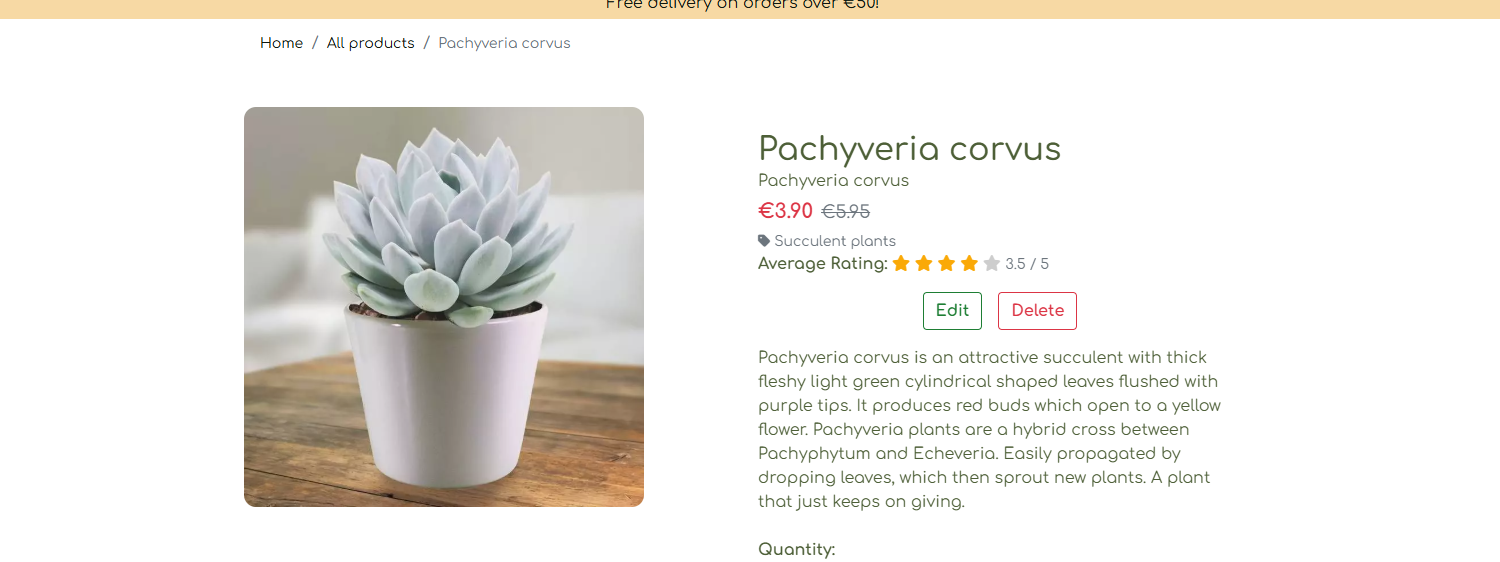 Free delivery on orders over €50!
Home / All products / Pachyveria corvus
Pachyveria corvus
Pachyveria corvus
€3.90 €5.95
Succulent plants
Average Rating: 3.5 / 5
Edit Delete
Pachyveria corvus is an attractive succulent with thick
fleshy light green cylindrical shaped leaves flushed with
purple tips. It produces red buds which open to a yellow
flower. Pachyveria plants are a hybrid cross between
Pachyphytum and Echeveria. Easily propagated by
dropping leaves, which then sprout new plants. A plant
that just keeps on giving.
Quantity: